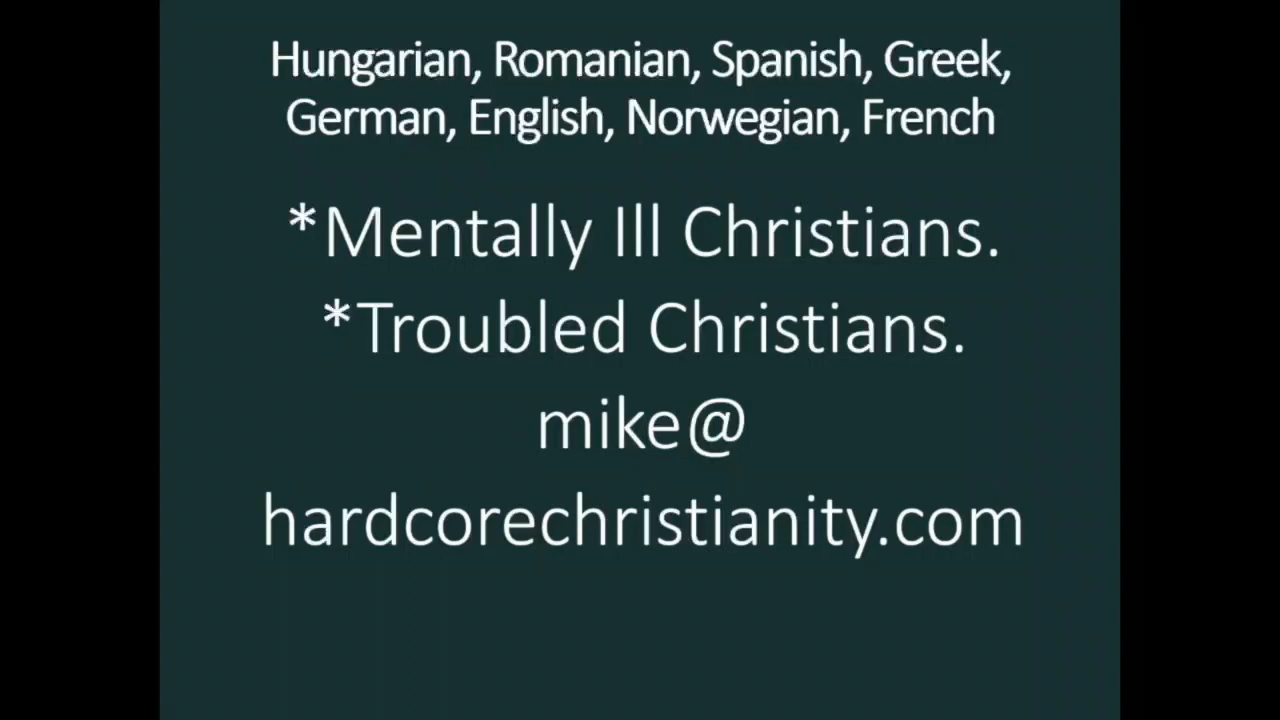 Hungarian, Romanian, Spanish, Greek,
German, English, Norwegian, French
*Mentally Ill Christians.
*Troubled Christians.
mike@
hardcorechristianity.com